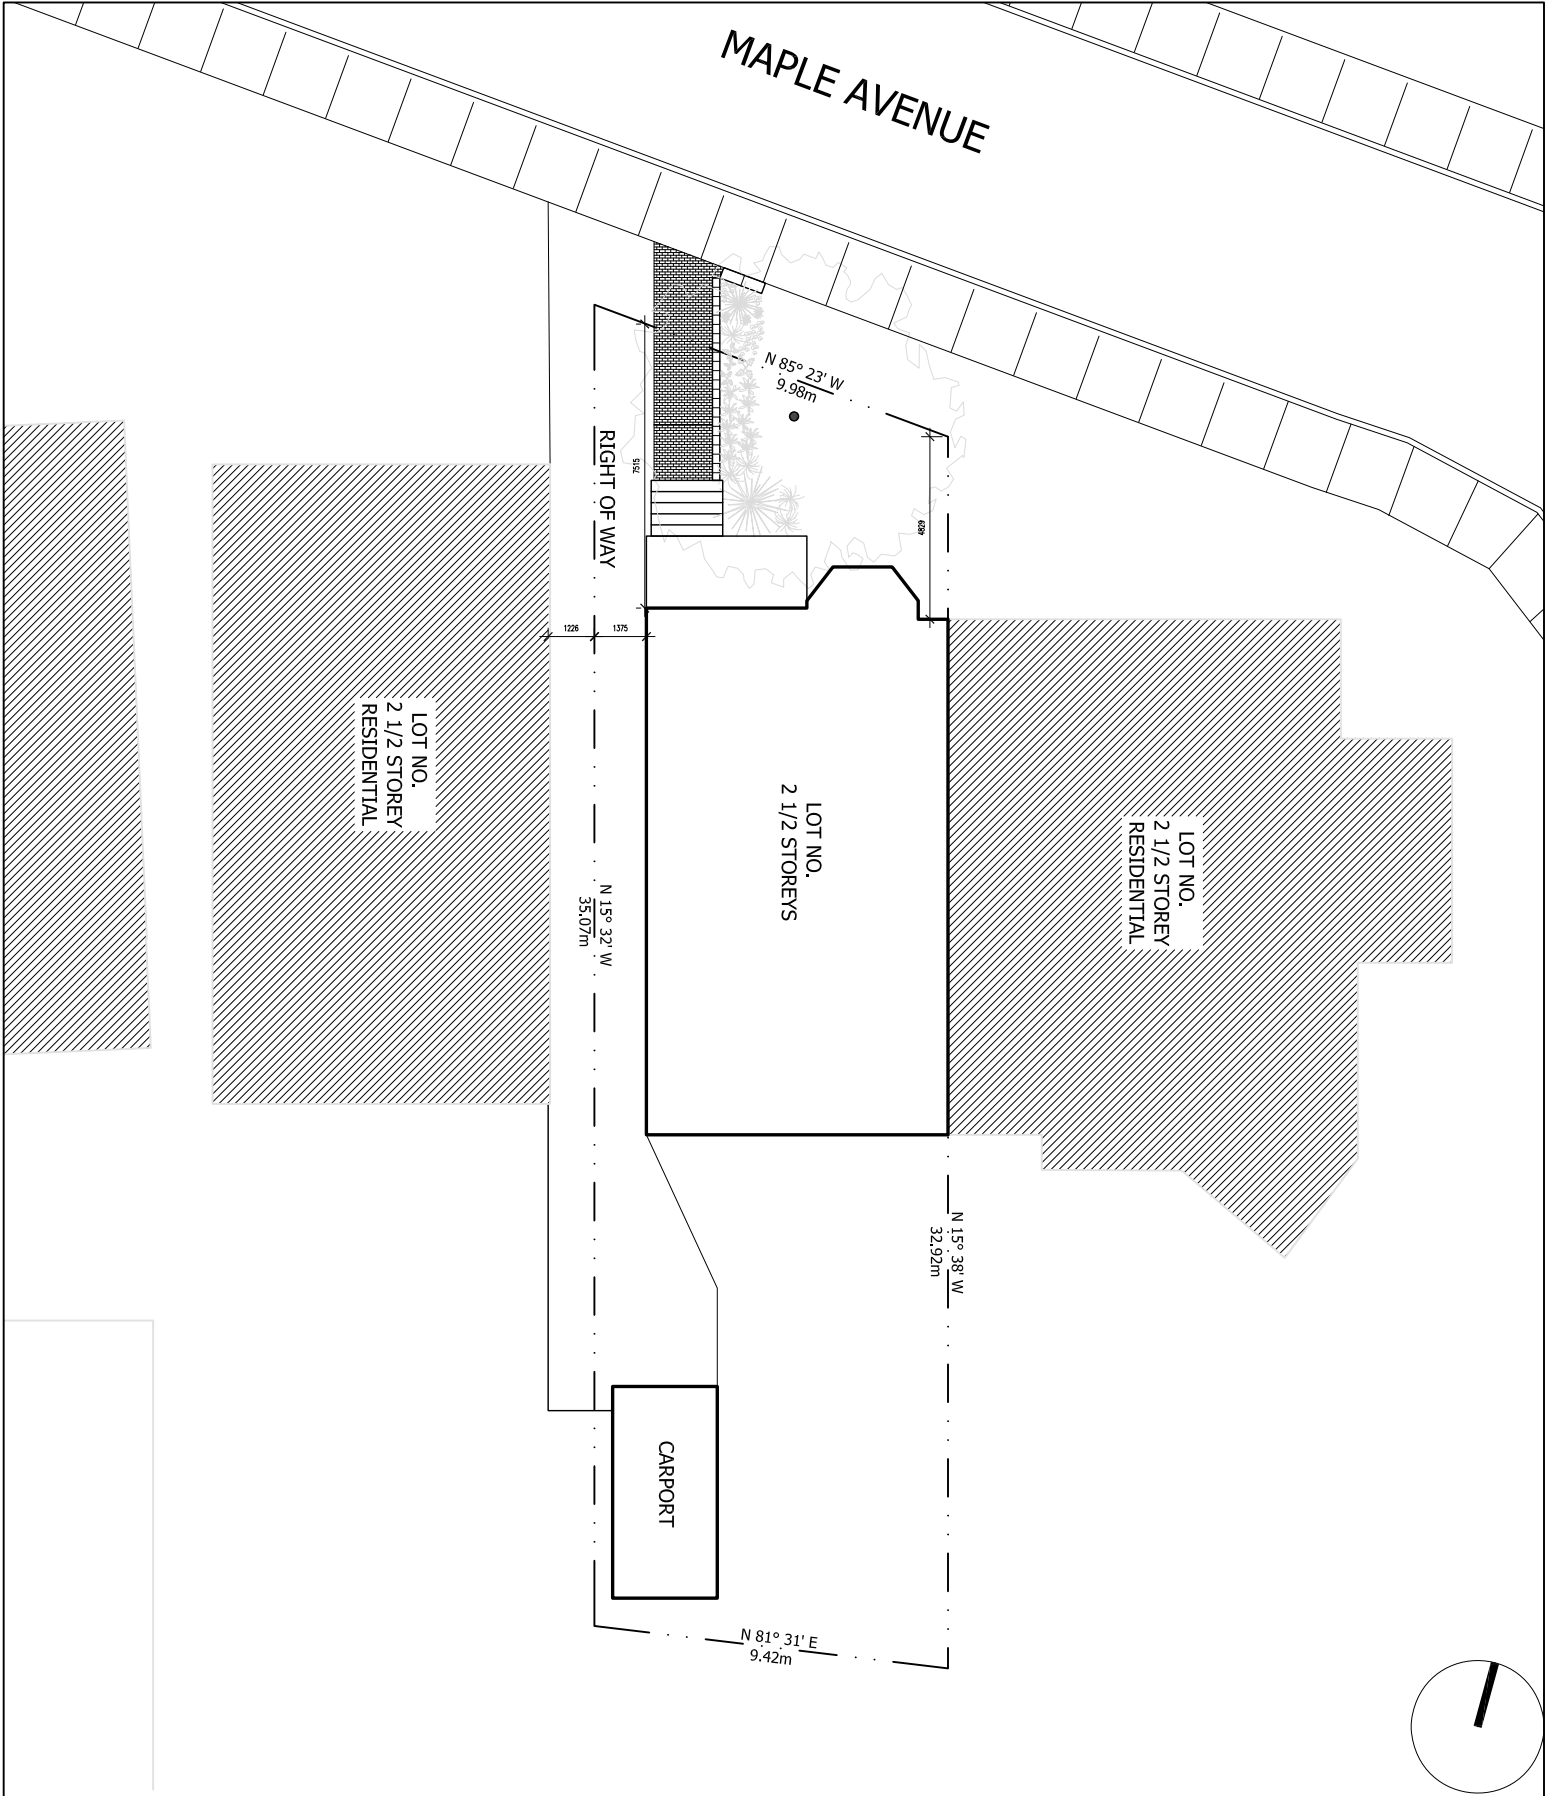 MAPLE AVENUE
N 85° 23' W
9.98m
RIGHT OF WAY
7515
4829
1226
1375
LOT NO.
2 1/2 STOREY
RESIDENTIAL
LOT NO.
2 1/2 STOREYS
LOT NO.
2 1/2 STOREY
RESIDENTIAL
N 15° 32' W
35.07m
N 15° 38' W
32.92m
CARPORT
N 81° 31' E
9.42m